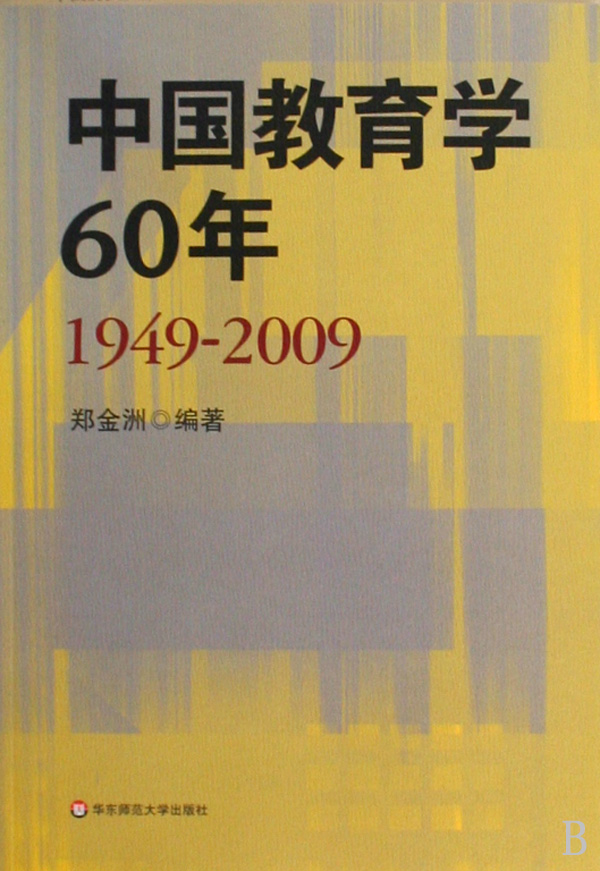 中国教育学
60年
1949-2009
郑金洲◎编著
华东师范大学出版社
B